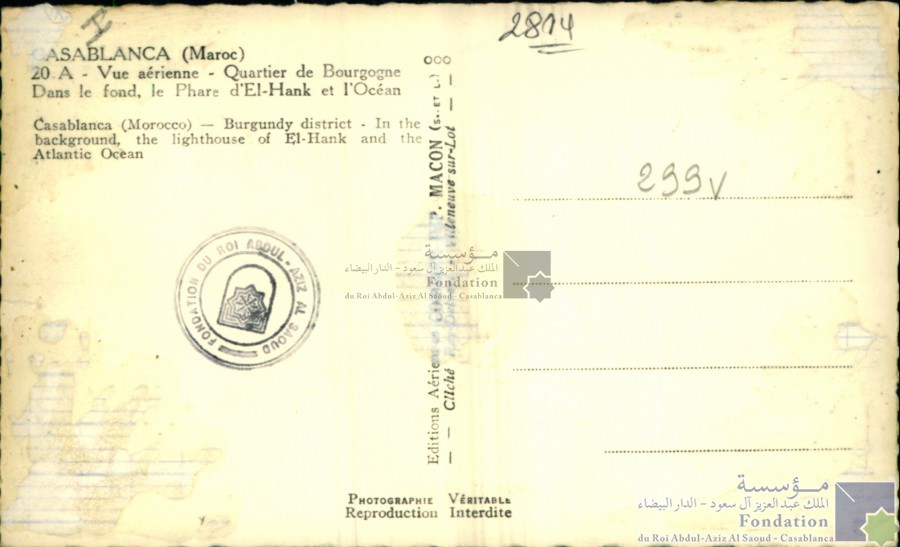 2814
CASABLANCA (Maroc)
20 A - Vue aérienne - Quartier de Bourgogne
Dans le fond, le Phare d'El-Hank et l'Océan
Casablanca (Morocco) — Burgundy district - In the
background, the lighthouse of El-Hank and the
Atlantic Océan
299v
FONDATION DU ROI ABDUL-AZIZ AL SAOUD
Editions Aériennes MACON (S.-ET-L.)
Cliché Villeneuve-sur-Lot
مؤسسة
الملك عبد العزيز آل سعود - الدار البيضاء
Fondation
du Roi Abdul-Aziz Al Saoud - Casablanca
PHOTOGRAPHIE VÉRITABLE
Reproduction Interdite
مؤسسة
الملك عبد العزيز آل سعود - الدار البيضاء
Fondation
du Roi Abdul-Aziz Al Saoud - Casablanca